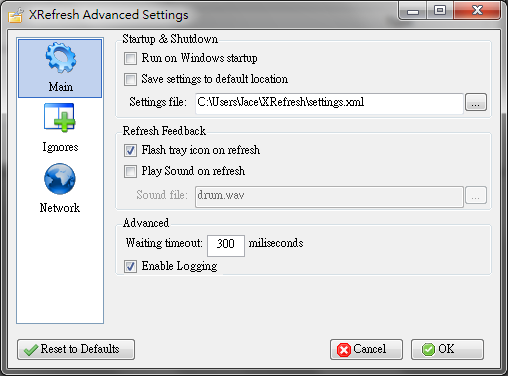 XRefresh Advanced Settings
Main
Ignores
Network
Startup & Shutdown
Run on Windows startup
Save settings to default location
Settings file: C:\Users\Jace\XRefresh\settings.xml ...
Refresh Feedback
Flash tray icon on refresh
Play Sound on refresh
Sound file: drum.wav ...
Advanced
Waiting timeout: 300 miliseconds
Enable Logging
Reset to Defaults Cancel OK